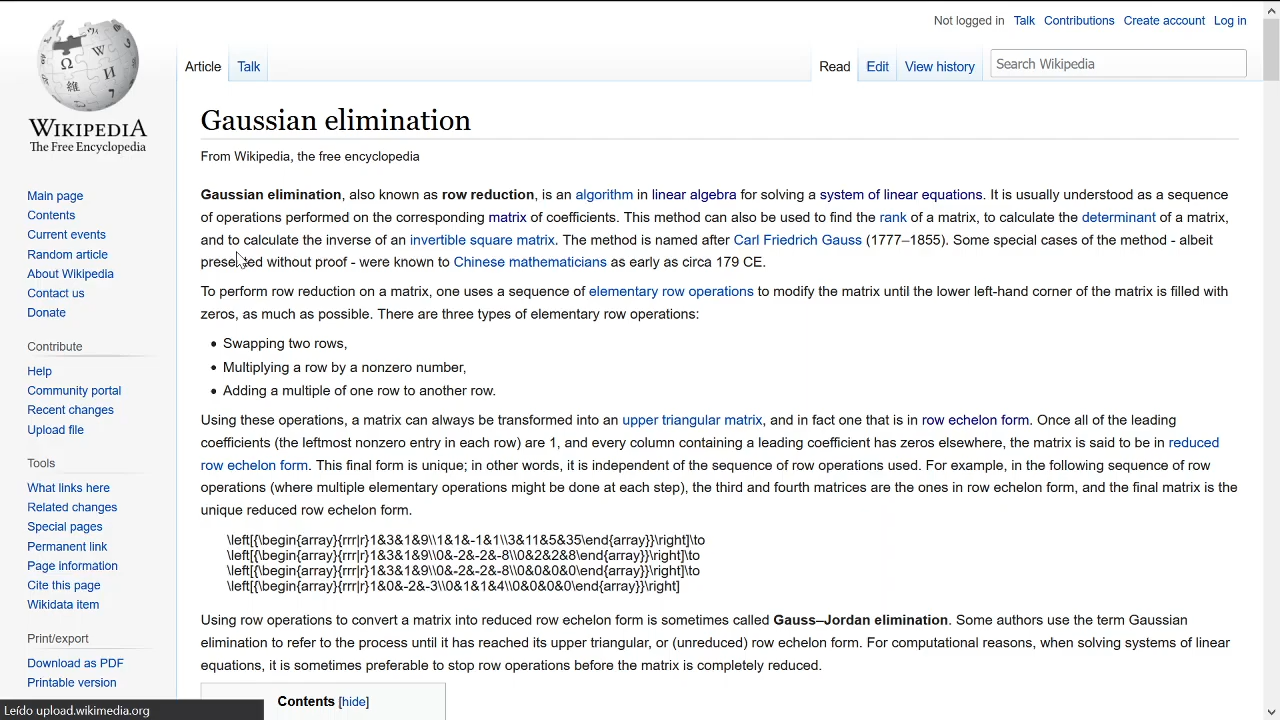 Not logged in Talk Contributions Create account Log in
Article Talk Read Edit View history Search Wikipedia
WIKIPEDIA
The Free Encyclopedia
Main page
Contents
Current events
Random article
About Wikipedia
Contact us
Donate
Contribute
Help
Community portal
Recent changes
Upload file
Tools
What links here
Related changes
Special pages
Permanent link
Page information
Cite this page
Wikidata item
Print/export
Download as PDF
Printable version
Gaussian elimination
From Wikipedia, the free encyclopedia
Gaussian elimination, also known as row reduction, is an algorithm in linear algebra for solving a system of linear equations. It is usually understood as a sequence
of operations performed on the corresponding matrix of coefficients. This method can also be used to find the rank of a matrix, to calculate the determinant of a matrix,
and to calculate the inverse of an invertible square matrix. The method is named after Carl Friedrich Gauss (1777–1855). Some special cases of the method - albeit
presented without proof - were known to Chinese mathematicians as early as circa 179 CE.
To perform row reduction on a matrix, one uses a sequence of elementary row operations to modify the matrix until the lower left-hand corner of the matrix is filled with
zeros, as much as possible. There are three types of elementary row operations:
• Swapping two rows,
• Multiplying a row by a nonzero number,
• Adding a multiple of one row to another row.
Using these operations, a matrix can always be transformed into an upper triangular matrix, and in fact one that is in row echelon form. Once all of the leading
coefficients (the leftmost nonzero entry in each row) are 1, and every column containing a leading coefficient has zeros elsewhere, the matrix is said to be in reduced
row echelon form. This final form is unique; in other words, it is independent of the sequence of row operations used. For example, in the following sequence of row
operations (where multiple elementary operations might be done at each step), the third and fourth matrices are the ones in row echelon form, and the final matrix is the
unique reduced row echelon form.
\left[{\begin{array}{rrr|r}1&3&1&9\\1&1&-1&1\\3&11&5&35\end{array}}\right]\to
\left[{\begin{array}{rrr|r}1&3&1&9\\0&-2&-2&-8\\0&2&2&8\end{array}}\right]\to
\left[{\begin{array}{rrr|r}1&3&1&9\\0&-2&-2&-8\\0&0&0&0\end{array}}\right]\to
\left[{\begin{array}{rrr|r}1&0&-2&-3\\0&1&1&4\\0&0&0&0\end{array}}\right]
Using row operations to convert a matrix into reduced row echelon form is sometimes called Gauss–Jordan elimination. Some authors use the term Gaussian
elimination to refer to the process until it has reached its upper triangular, or (unreduced) row echelon form. For computational reasons, when solving systems of linear
equations, it is sometimes preferable to stop row operations before the matrix is completely reduced.
Contents [hide]
Leído upload.wikimedia.org